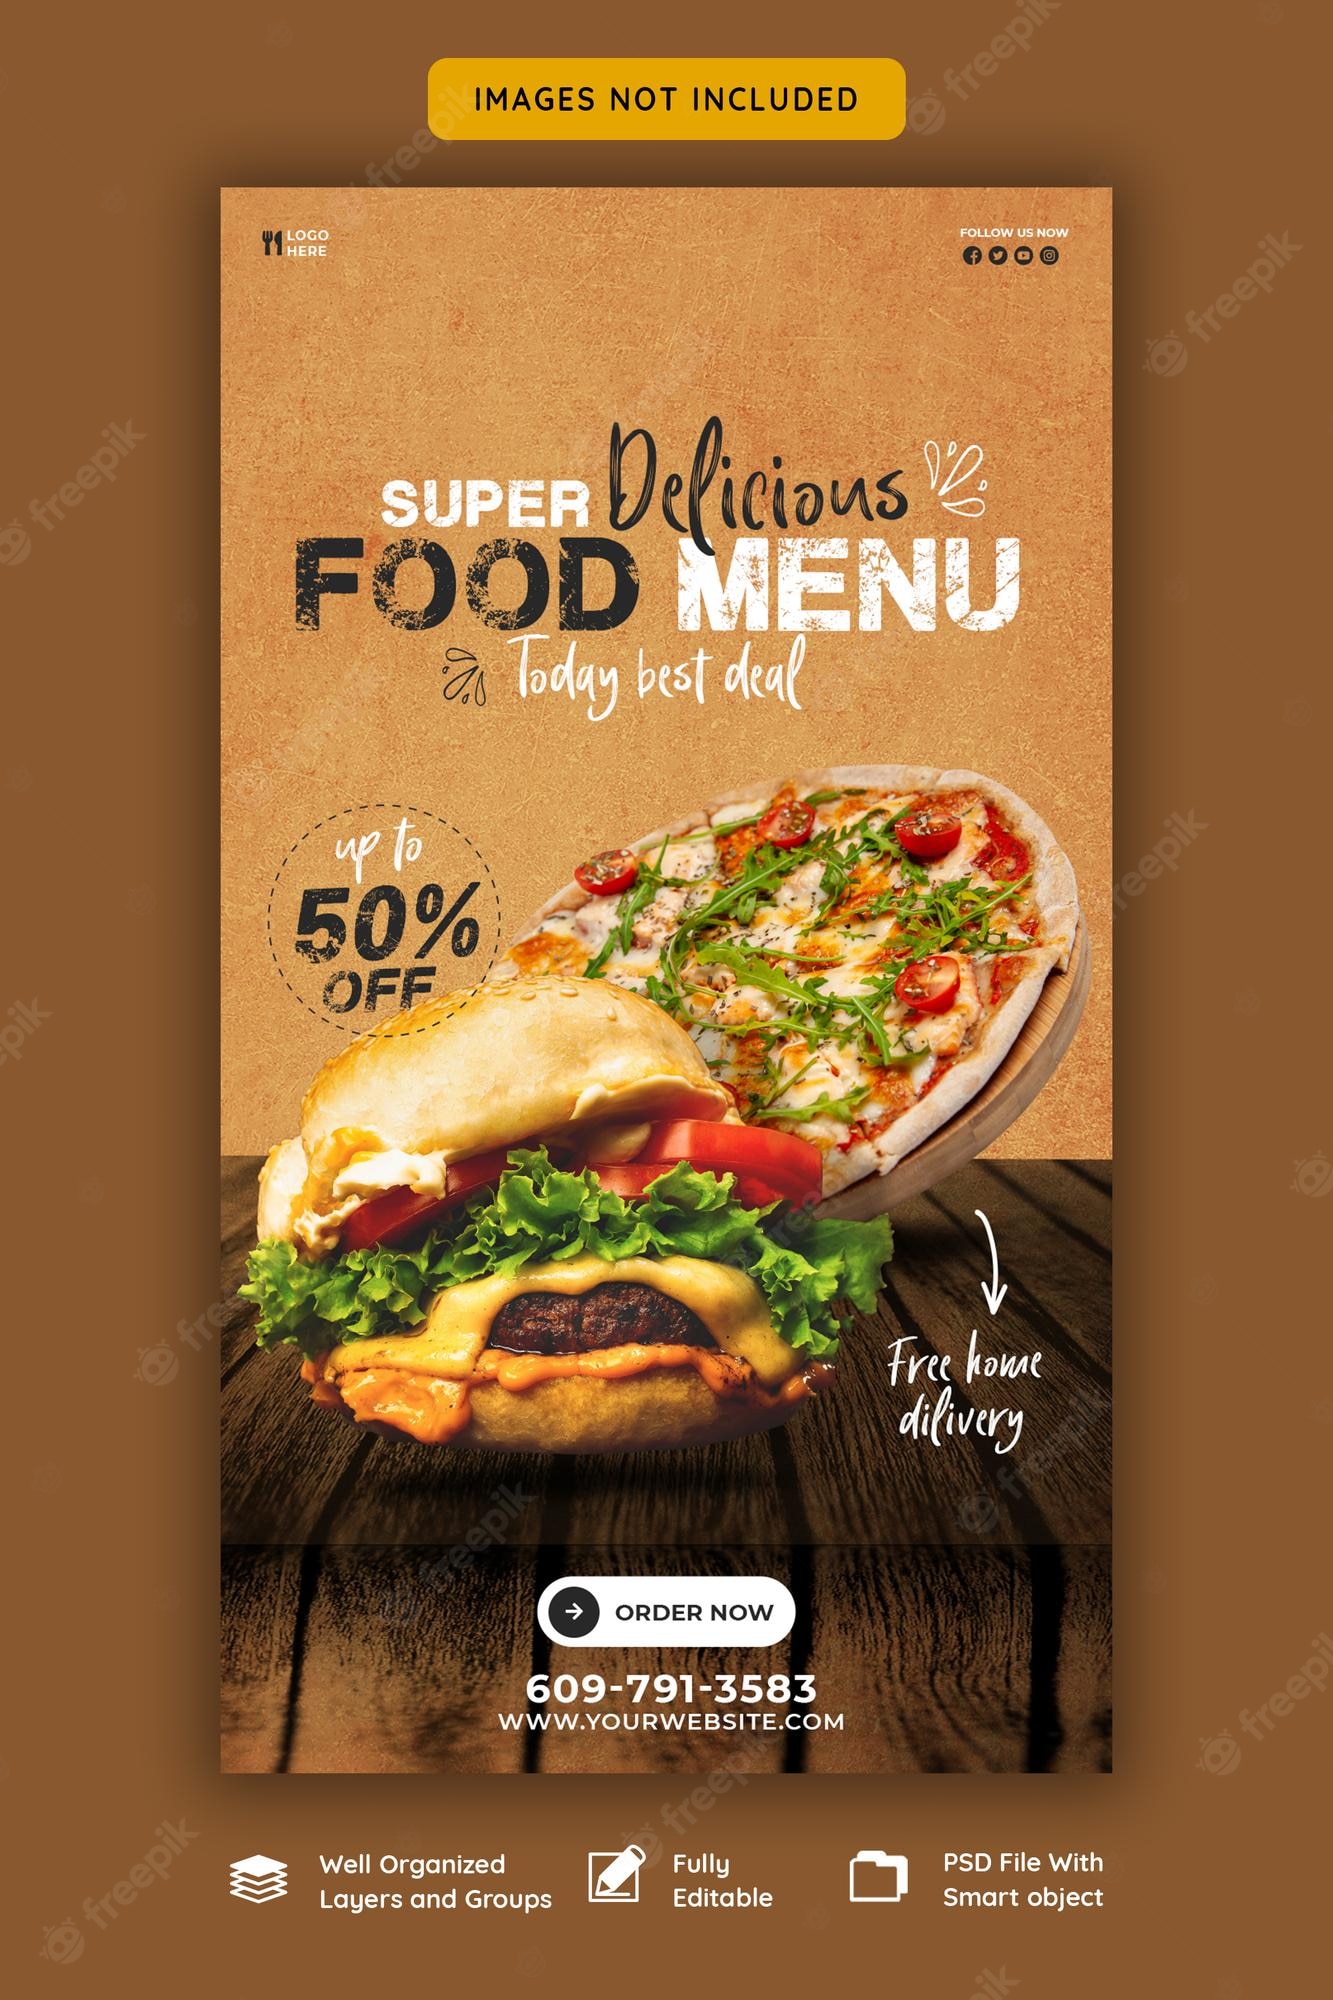 IMAGES NOT INCLUDED
LOGO
HERE
FOLLOW US NOW
SUPER Delicious
FOOD MENU
Today best deal
up to
50%
OFF
Free home
dilivery
ORDER NOW
609-791-3583
WWW.YOURWEBSITE.COM
Well Organized
Layers and Groups
Fully
Editable
PSD File With
Smart object
freepik